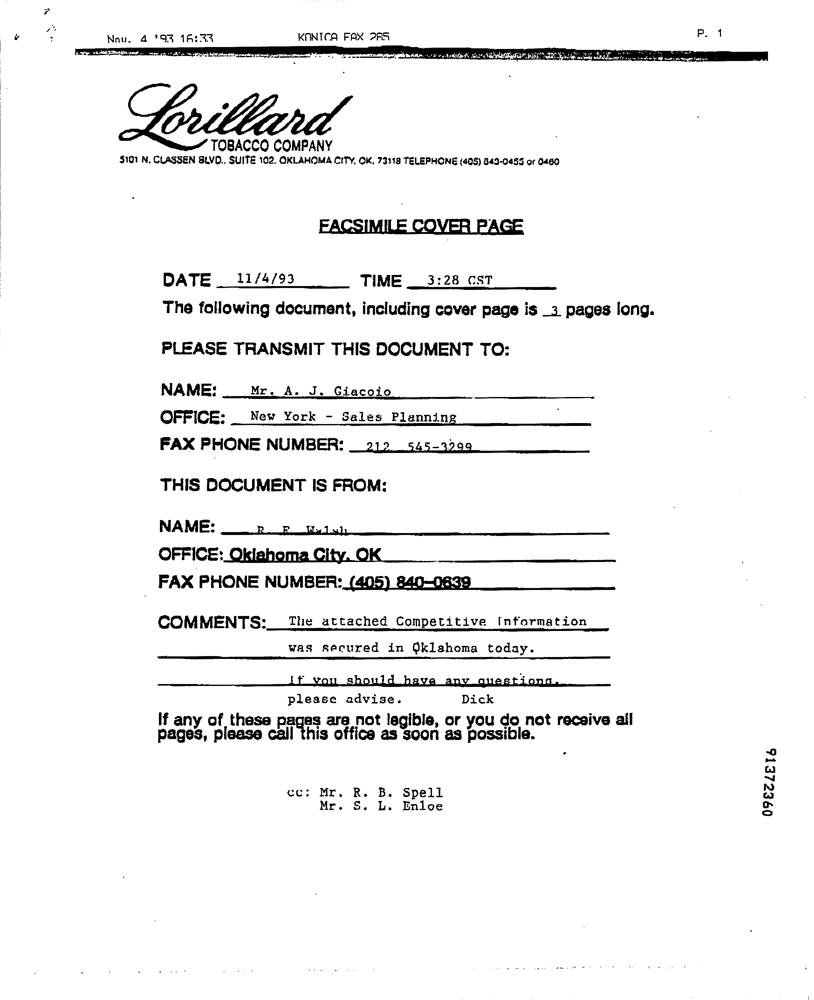 Nov. 4 '93 16:33 KONICA FAX 285 P. 1
Lorillard
TOBACCO COMPANY
5101 N. CLASSEN BLVD., SUITE 102, OKLAHOMA CITY, OK, 73118 TELEPHONE (405) 843-0455 or 0460
FACSIMILE COVER PAGE
DATE 11/4/93 TIME 3:28 CST
The following document, including cover page is 3 pages long.
PLEASE TRANSMIT THIS DOCUMENT TO:
NAME: Mr. A. J. Giacoio
OFFICE: New York - Sales Planning
FAX PHONE NUMBER: 212 545-3299
THIS DOCUMENT IS FROM:
NAME: R.
OFFICE: Oklahoma City, OK
FAX PHONE NUMBER: (405) 840-0639
COMMENTS: The attached Competitive Information
was secured in Oklahoma today.
If you should have any questions,
please advise. Dick
If any of these pages are not legible, or you do not receive all
pages, please call this office as soon as possible.
cc: Mr. R. B. Spell
Mr. S. L. Enloe
91372360